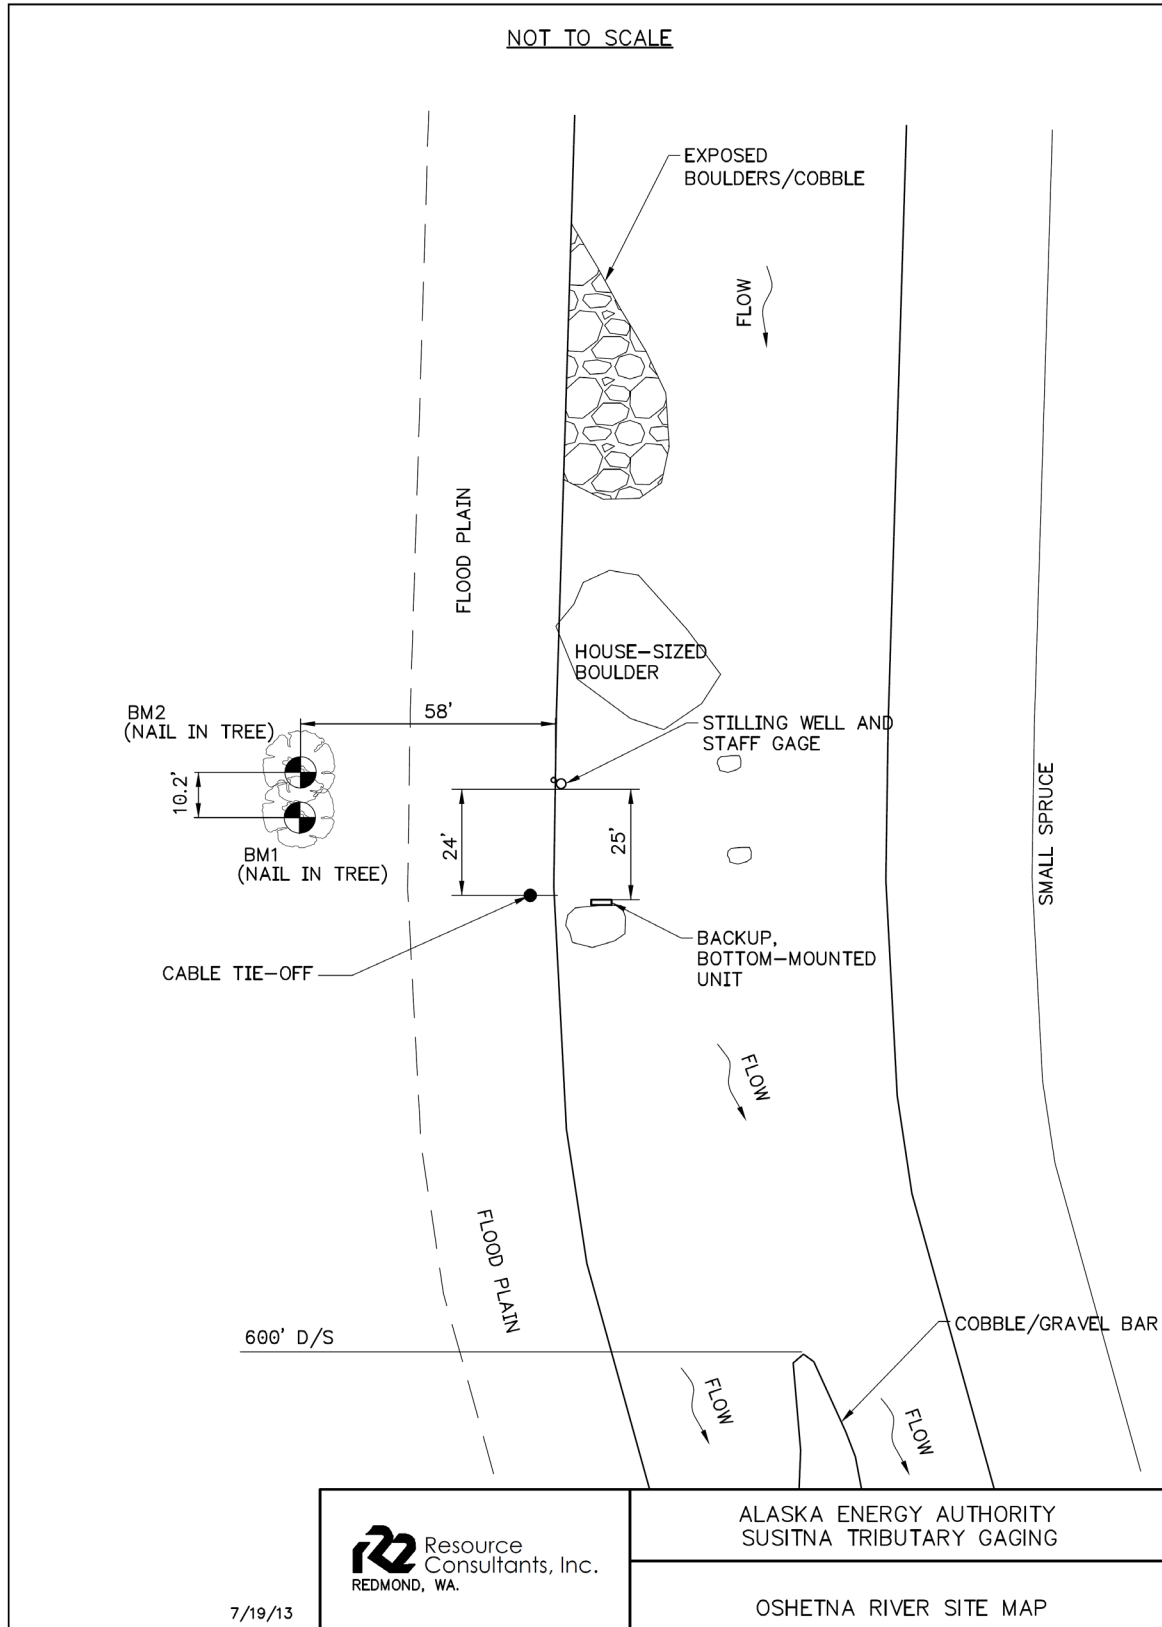 NOT TO SCALE
EXPOSED
BOULDERS/COBBLE
FLOW
FLOOD PLAIN
HOUSE-SIZED
BOULDER
BM2
(NAIL IN TREE)
58'
STILLING WELL AND
STAFF GAGE
10.2'
24'
25'
SMALL SPRUCE
BM1
(NAIL IN TREE)
CABLE TIE-OFF
BACKUP,
BOTTOM-MOUNTED
UNIT
FLOW
FLOOD PLAIN
600' D/S
COBBLE/GRAVEL BAR
FLOW
FLOW
R2 Resource
Consultants, Inc.
REDMOND, WA.
ALASKA ENERGY AUTHORITY
SUSITNA TRIBUTARY GAGING
7/19/13
OSHETNA RIVER SITE MAP